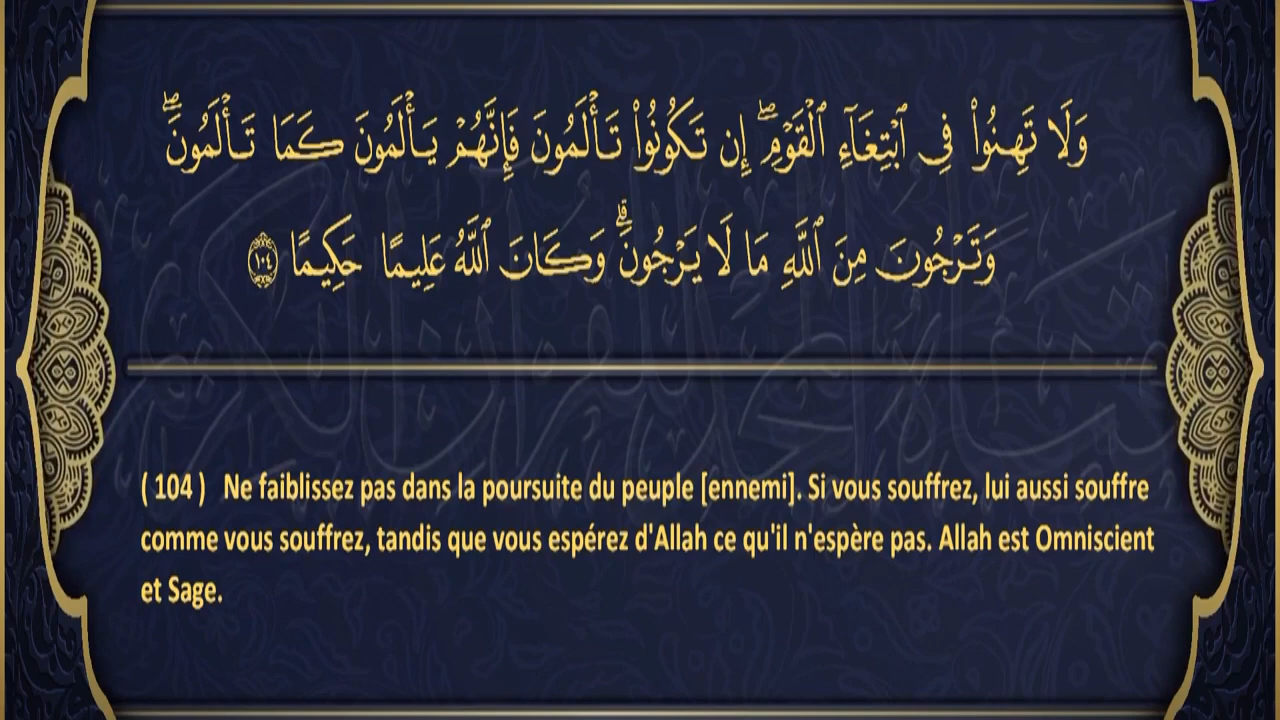 وَلَا تَهِنُوا۟ فِى ٱبْتِغَآءِ ٱلْقَوْمِ ۖ إِن تَكُونُوا۟ تَأْلَمُونَ فَإِنَّهُمْ يَأْلَمُونَ كَمَا تَأْلَمُونَ ۖ
وَتَرْجُونَ مِنَ ٱللَّهِ مَا لَا يَرْجُونَ ۗ وَكَانَ ٱللَّهُ عَلِيمًا حَكِيمًا ١٠٤
( 104 ) Ne faiblissez pas dans la poursuite du peuple [ennemi]. Si vous souffrez, lui aussi souffre
comme vous souffrez, tandis que vous espérez d'Allah ce qu'il n'espère pas. Allah est Omniscient
et Sage.